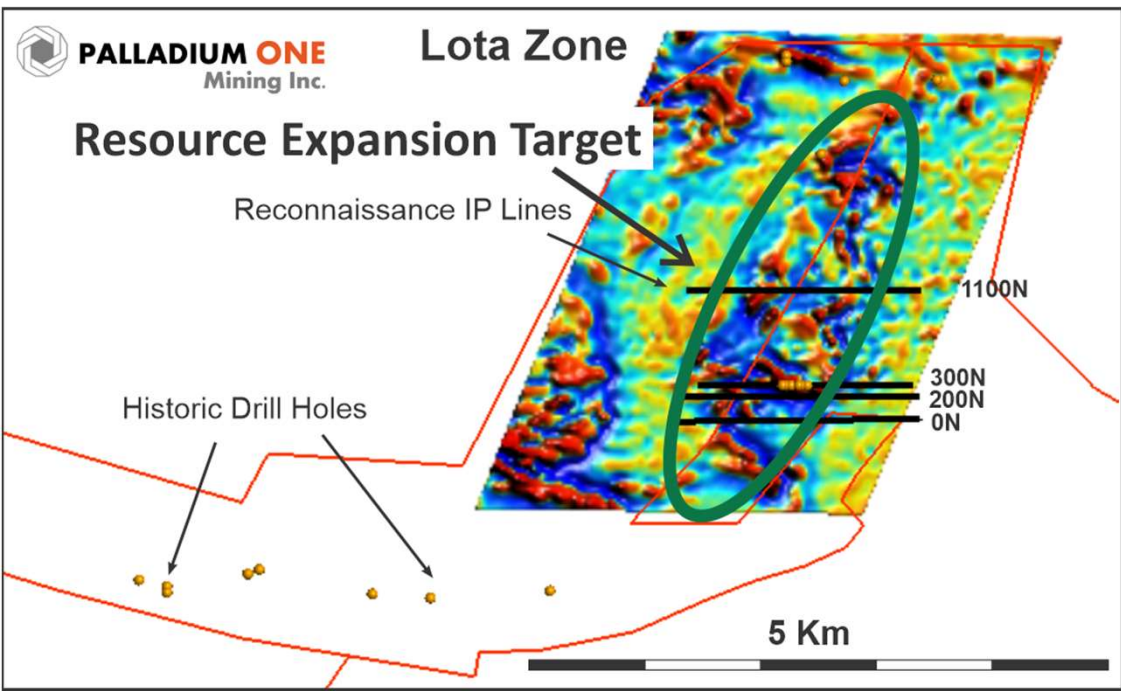 PALLADIUM ONE
Mining Inc.
Lota Zone
Resource Expansion Target
Reconnaissance IP Lines
1100N
300N
200N
0N
Historic Drill Holes
5 Km